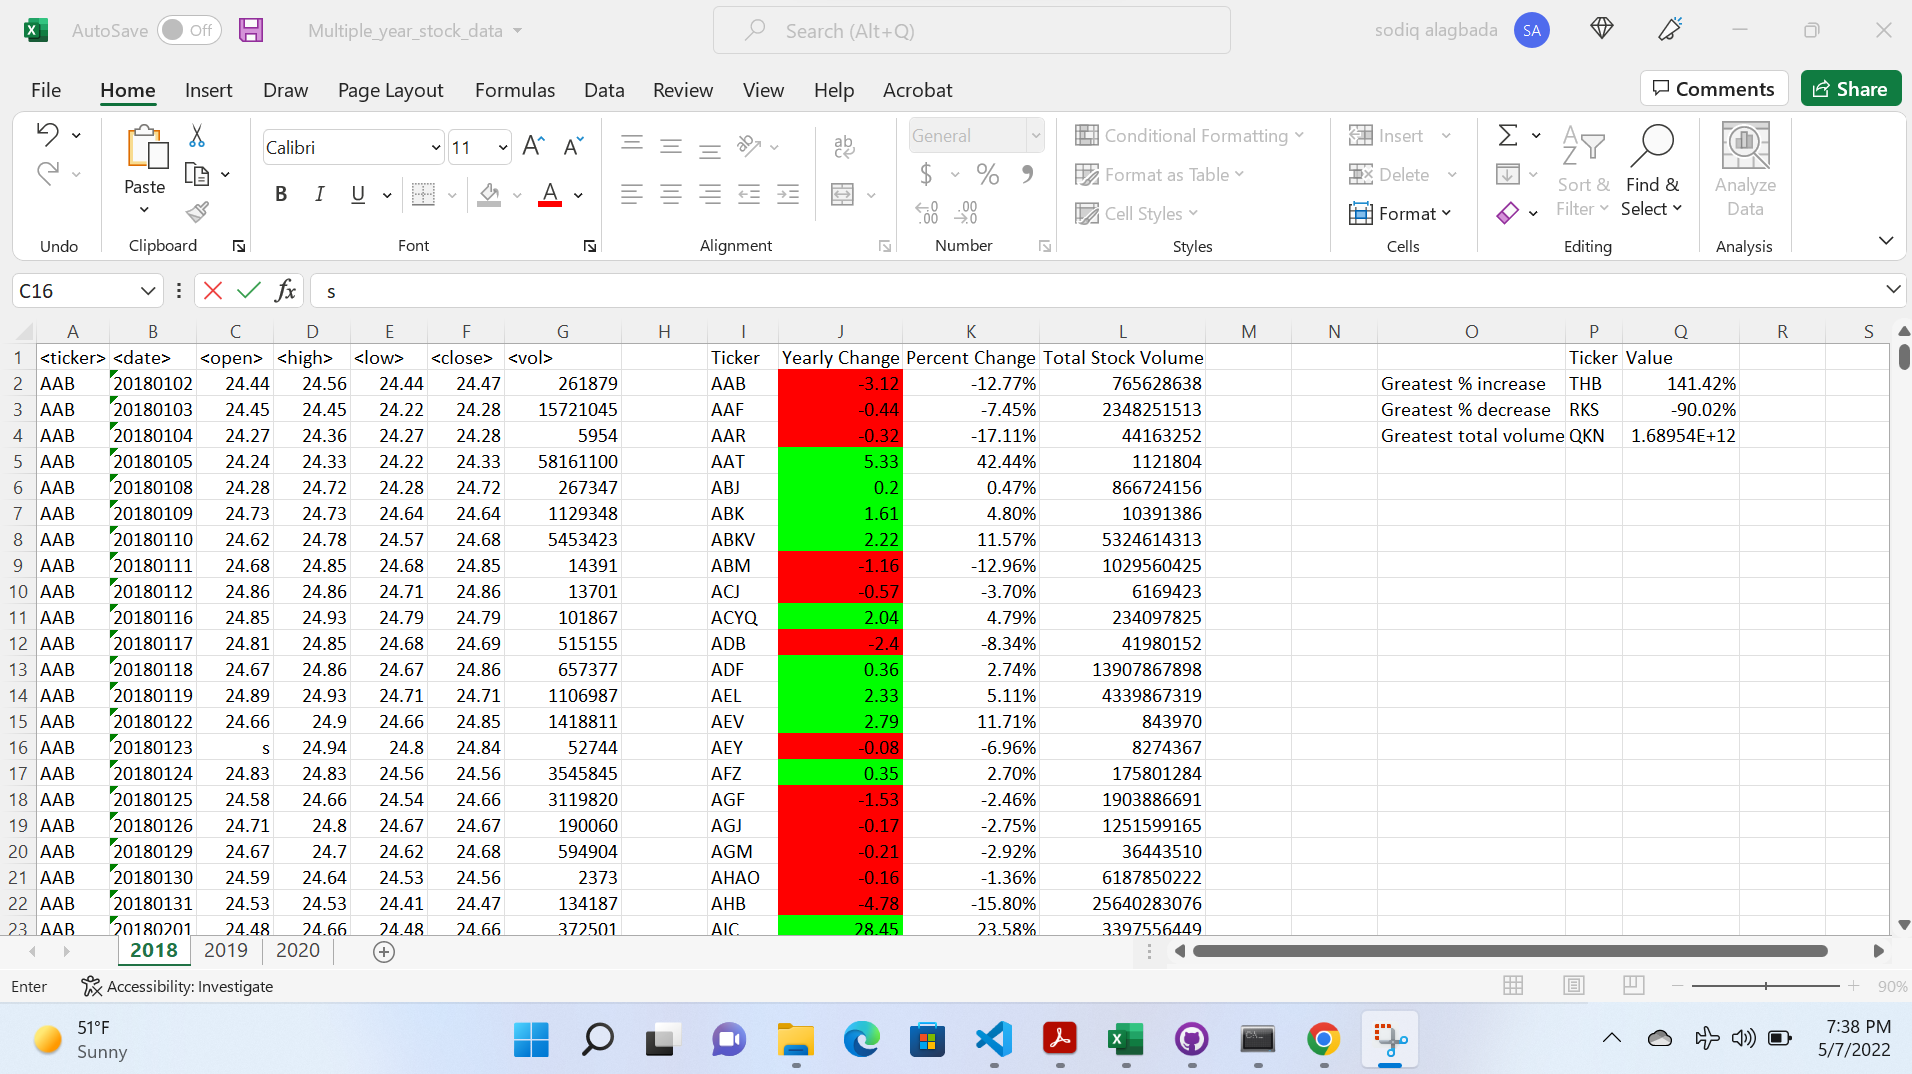 AutoSave Off Multiple_year_stock_data Search (Alt+Q) sodiq alagbada SA
File Home Insert Draw Page Layout Formulas Data Review View Help Acrobat Comments Share
Paste
Calibri 11
B I U A
ab
General
$ % 9
Conditional Formatting
Format as Table
Cell Styles
Insert
Delete
Format
Sort & Filter
Find & Select
Analyze Data
Undo Clipboard Font Alignment Number Styles Cells Editing Analysis
C16 fx s
A B C D E F G H I J K L M N O P Q R S
1 <ticker> <date> <open> <high> <low> <close> <vol> Ticker Yearly Change Percent Change Total Stock Volume Ticker Value
2 AAB 20180102 24.44 24.56 24.44 24.47 261879 AAB -3.12 -12.77% 765628638 Greatest % increase THB 141.42%
3 AAB 20180103 24.45 24.45 24.22 24.28 15721045 AAF -0.44 -7.45% 2348251513 Greatest % decrease RKS -90.02%
4 AAB 20180104 24.27 24.36 24.27 24.28 5954 AAR -0.32 -17.11% 44163252 Greatest total volume QKN 1.68954E+12
5 AAB 20180105 24.24 24.33 24.22 24.33 58161100 AAT 5.33 42.44% 1121804
6 AAB 20180108 24.28 24.72 24.28 24.72 267347 ABJ 0.2 0.47% 866724156
7 AAB 20180109 24.73 24.73 24.64 24.64 1129348 ABK 1.61 4.80% 10391386
8 AAB 20180110 24.62 24.78 24.57 24.68 5453423 ABKV 2.22 11.57% 5324614313
9 AAB 20180111 24.68 24.85 24.68 24.85 14391 ABM -1.16 -12.96% 1029560425
10 AAB 20180112 24.86 24.86 24.71 24.86 13701 ACJ -0.57 -3.70% 6169423
11 AAB 20180116 24.85 24.93 24.79 24.79 101867 ACYQ 2.04 4.79% 234097825
12 AAB 20180117 24.81 24.85 24.68 24.69 515155 ADB -2.4 -8.34% 41980152
13 AAB 20180118 24.67 24.86 24.67 24.86 657377 ADF 0.36 2.74% 13907867898
14 AAB 20180119 24.89 24.93 24.71 24.71 1106987 AEL 2.33 5.11% 4339867319
15 AAB 20180122 24.66 24.9 24.66 24.85 1418811 AEV 2.79 11.71% 843970
16 AAB 20180123 s 24.94 24.8 24.84 52744 AEY -0.08 -6.96% 8274367
17 AAB 20180124 24.83 24.83 24.56 24.56 3545845 AFZ 0.35 2.70% 175801284
18 AAB 20180125 24.58 24.66 24.54 24.66 3119820 AGF -1.53 -2.46% 1903886691
19 AAB 20180126 24.71 24.8 24.67 24.67 190060 AGJ -0.17 -2.75% 1251599165
20 AAB 20180129 24.67 24.7 24.62 24.68 594904 AGM -0.21 -2.92% 36443510
21 AAB 20180130 24.59 24.64 24.53 24.56 2373 AHAO -0.16 -1.36% 6187850222
22 AAB 20180131 24.53 24.53 24.41 24.47 134187 AHB -4.78 -15.80% 25640283076
23 AAB 20180201 24.48 24.66 24.48 24.66 372501 AIC 28.45 23.58% 3397556449
2018 2019 2020
Enter Accessibility: Investigate 90%
51°F
Sunny
7:38 PM
5/7/2022